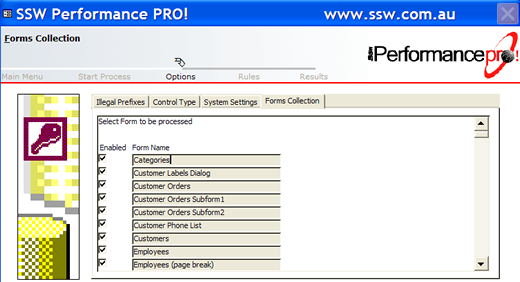 SSW Performance PRO! www.ssw.com.au
Forms Collection
ssw Performance pro!
Main Menu Start Process Options Rules Results
Illegal Prefixes Control Type System Settings Forms Collection
Select Form to be processed
Enabled Form Name
Categories
Customer Labels Dialog
Customer Orders
Customer Orders Subform1
Customer Orders Subform2
Customer Phone List
Customers
Employees
Employees (page break)